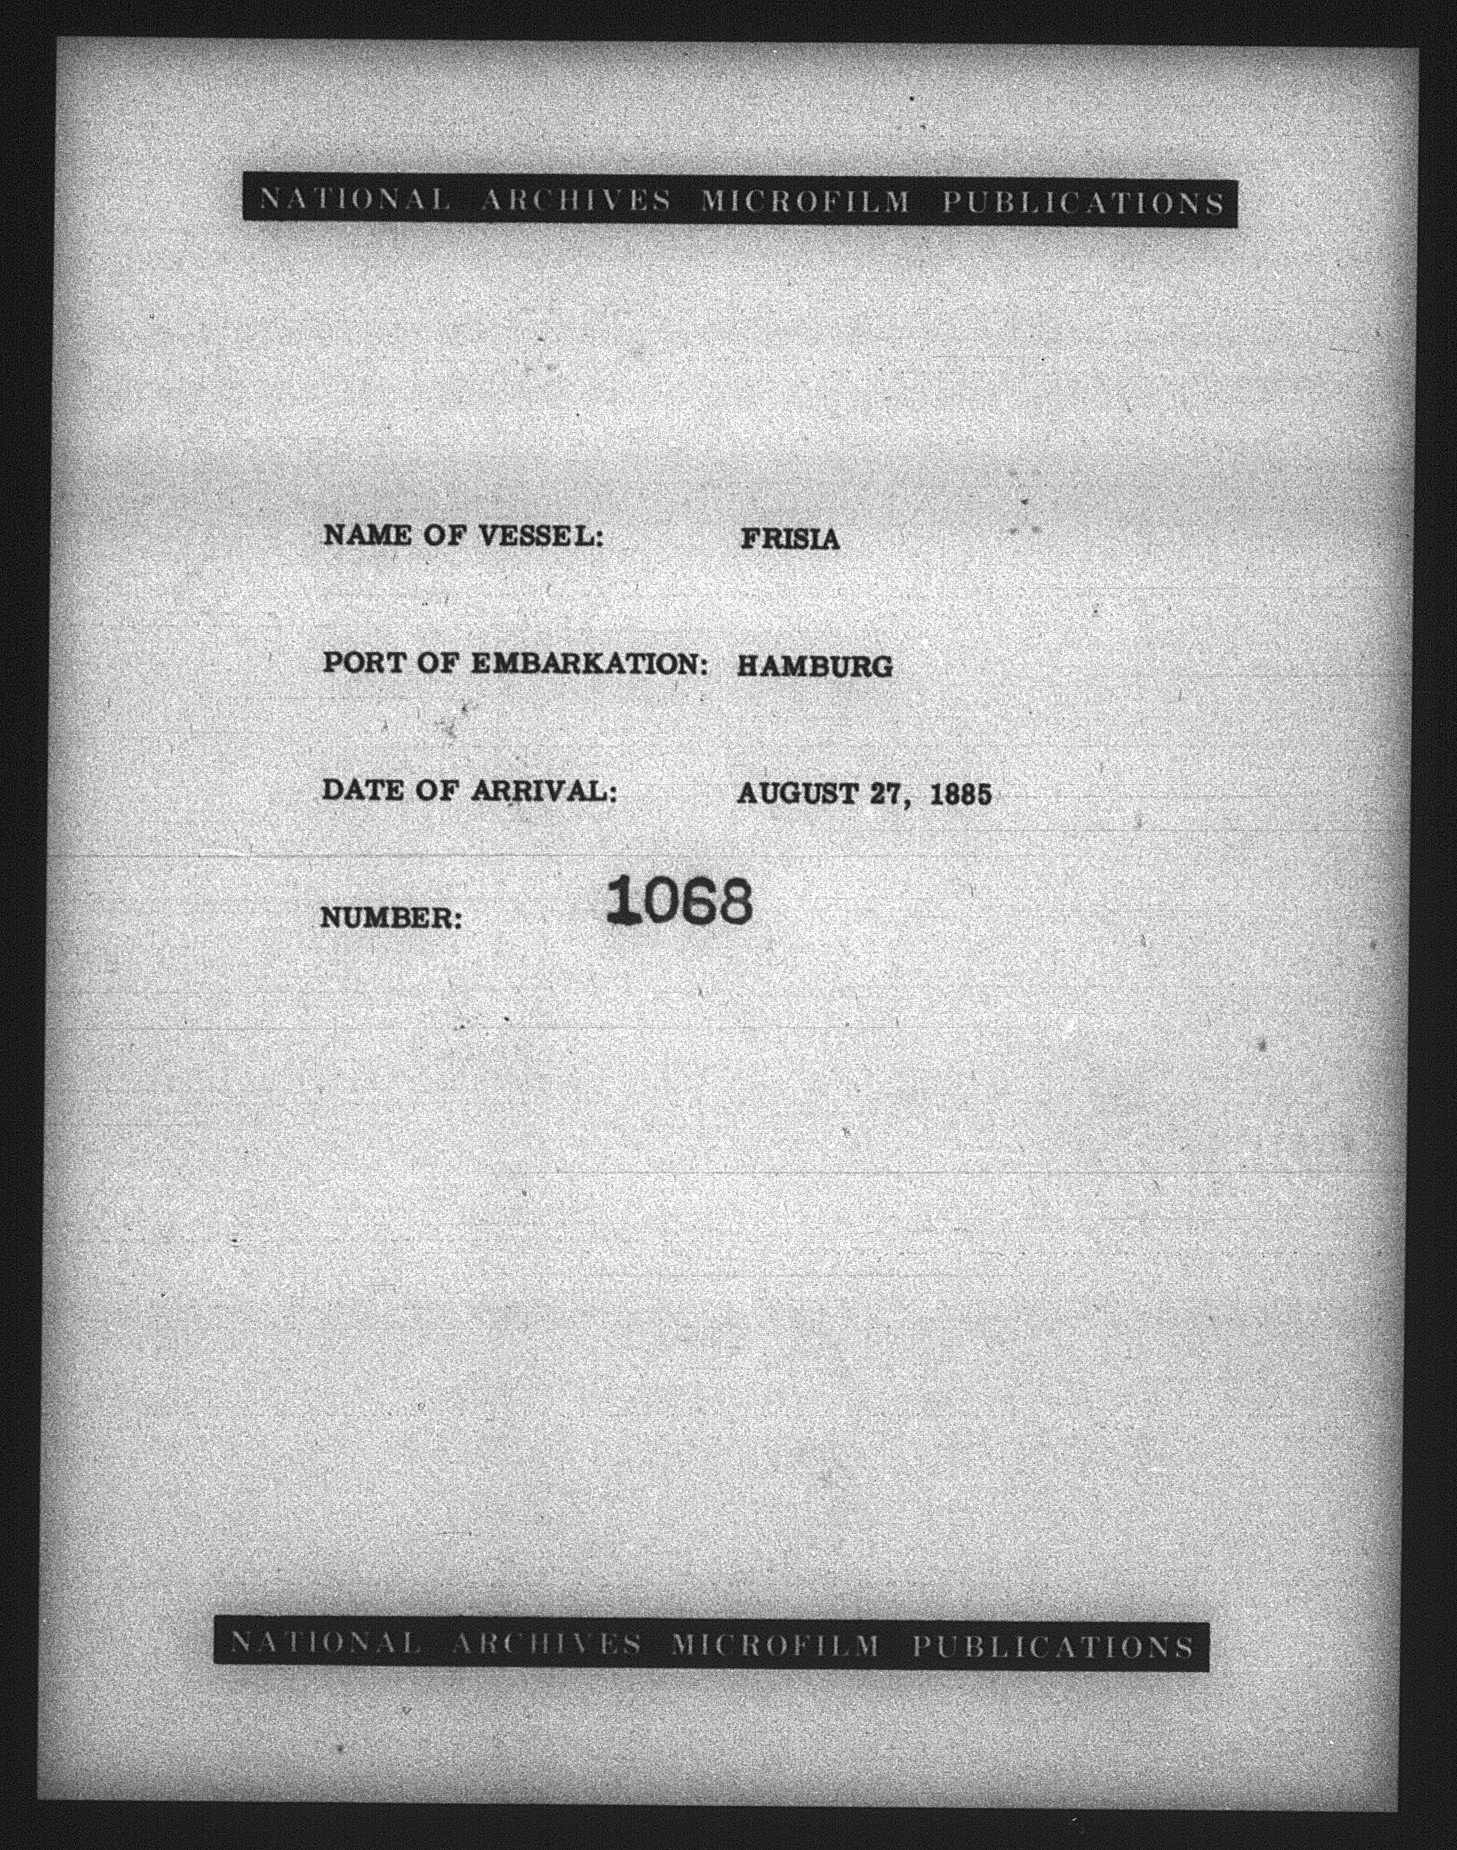 NATIONAL ARCHIVES MICROFILM PUBLICATIONS
NAME OF VESSEL: FRISIA
PORT OF EMBARKATION: HAMBURG
DATE OF ARRIVAL: AUGUST 27, 1885
NUMBER: 1068
NATIONAL ARCHIVES MICROFILM PUBLICATIONS